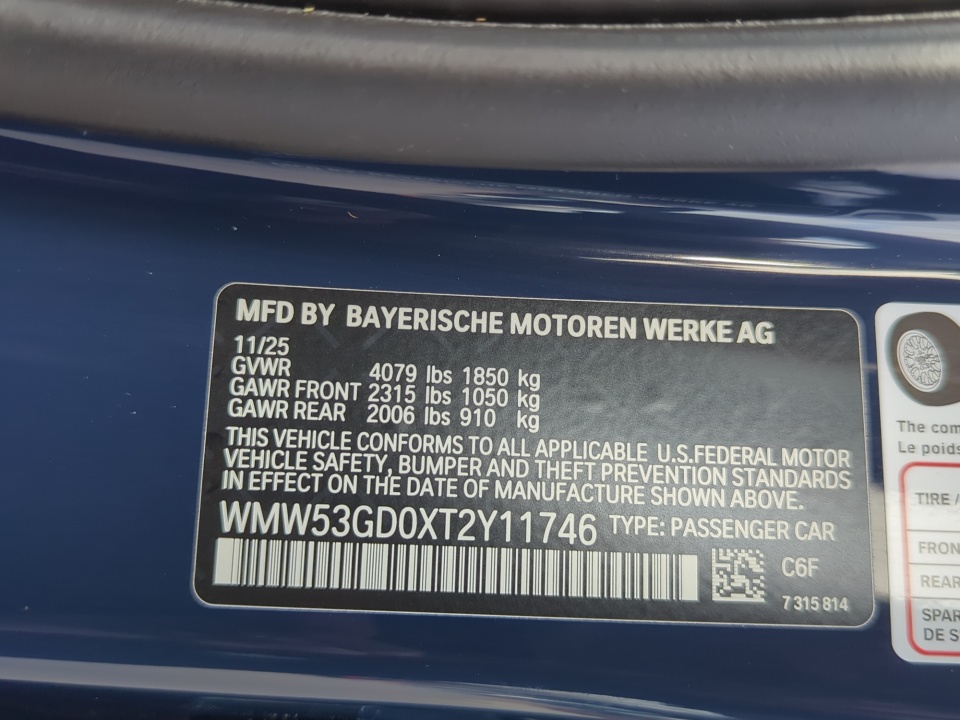 MFD BY BAYERISCHE MOTOREN WERKE AG
11/25
GVWR 4079 lbs 1850 kg
GAWR FRONT 2315 lbs 1050 kg
GAWR REAR 2006 lbs 910 kg
THIS VEHICLE CONFORMS TO ALL APPLICABLE U.S.FEDERAL MOTOR
VEHICLE SAFETY, BUMPER AND THEFT PREVENTION STANDARDS
IN EFFECT ON THE DATE OF MANUFACTURE SHOWN ABOVE.
WMW53GD0XT2Y11746 TYPE: PASSENGER CAR
C6F
7 315 814
The com
Le poids
TIRE /
FRON
REAR
SPAR
DE S